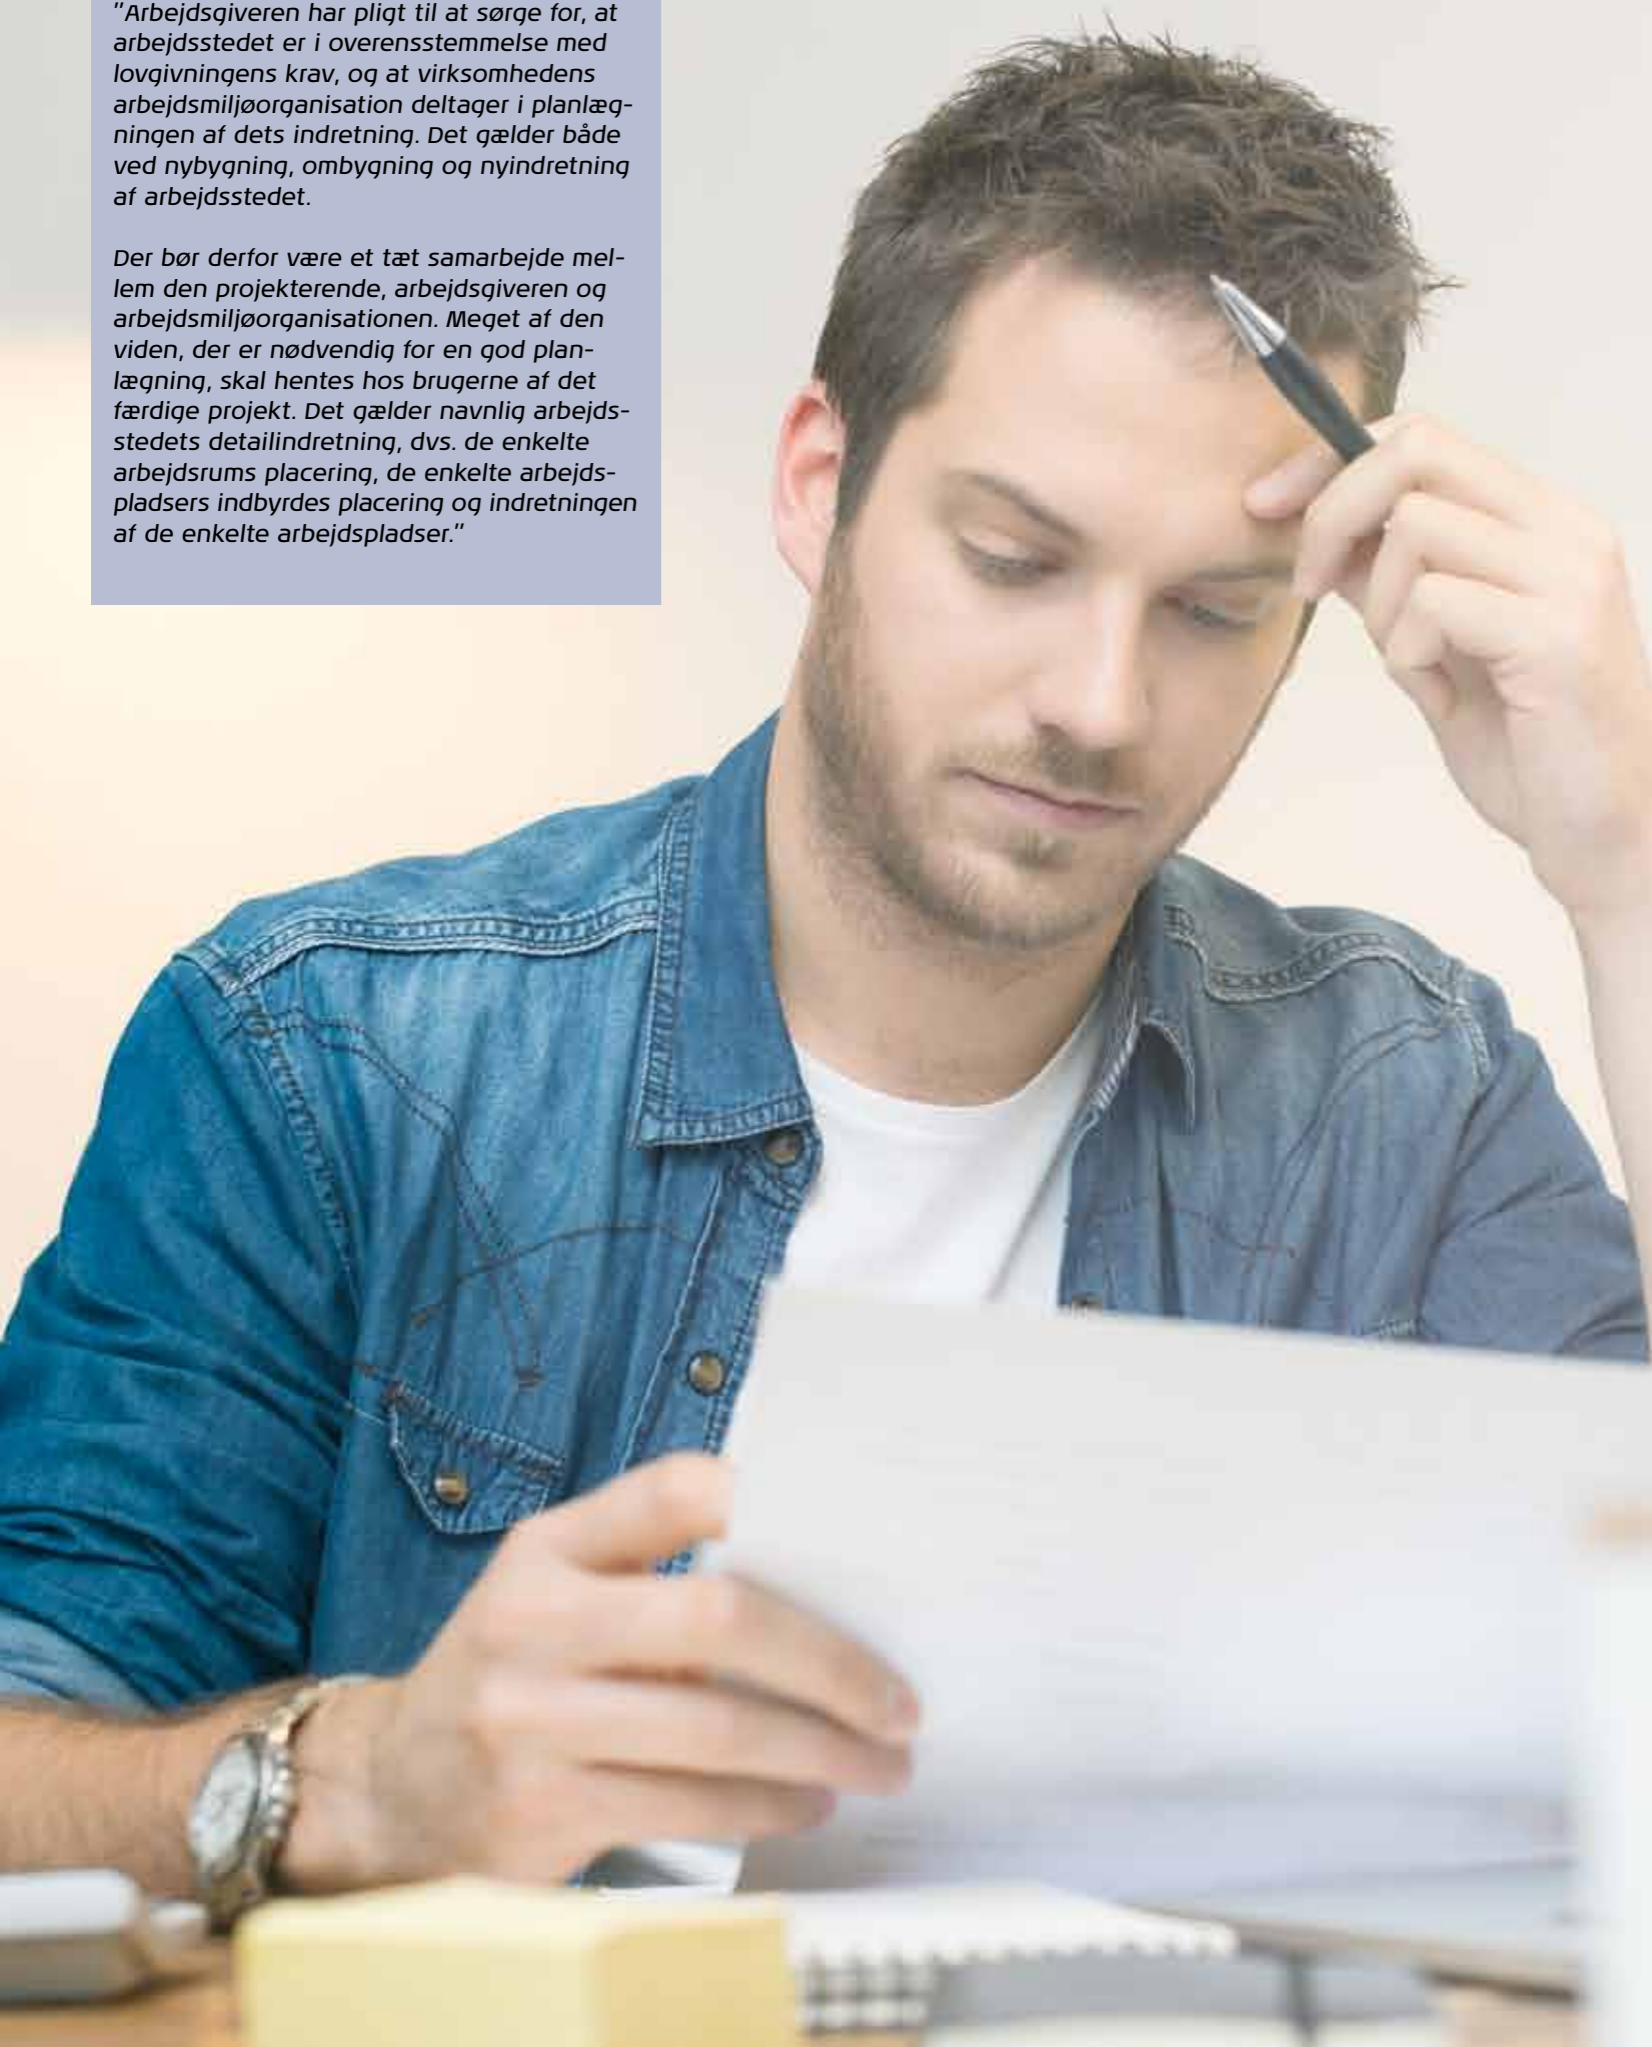 "Arbejdsgiveren har pligt til at sørge for, at
arbejdsstedet er i overensstemmelse med
lovgivningens krav, og at virksomhedens
arbejdsmiljøorganisation deltager i planlæg-
ningen af dets indretning. Det gælder både
ved nybygning, ombygning og nyindretning
af arbejdsstedet.

Der bør derfor være et tæt samarbejde mel-
lem den projekterende, arbejdsgiveren og
arbejdsmiljøorganisationen. Meget af den
viden, der er nødvendig for en god plan-
lægning, skal hentes hos brugerne af det
færdige projekt. Det gælder navnlig arbejds-
stedets detailindretning, dvs. de enkelte
arbejdsrums placering, de enkelte arbejds-
pladsers indbyrdes placering og indretningen
af de enkelte arbejdspladser."